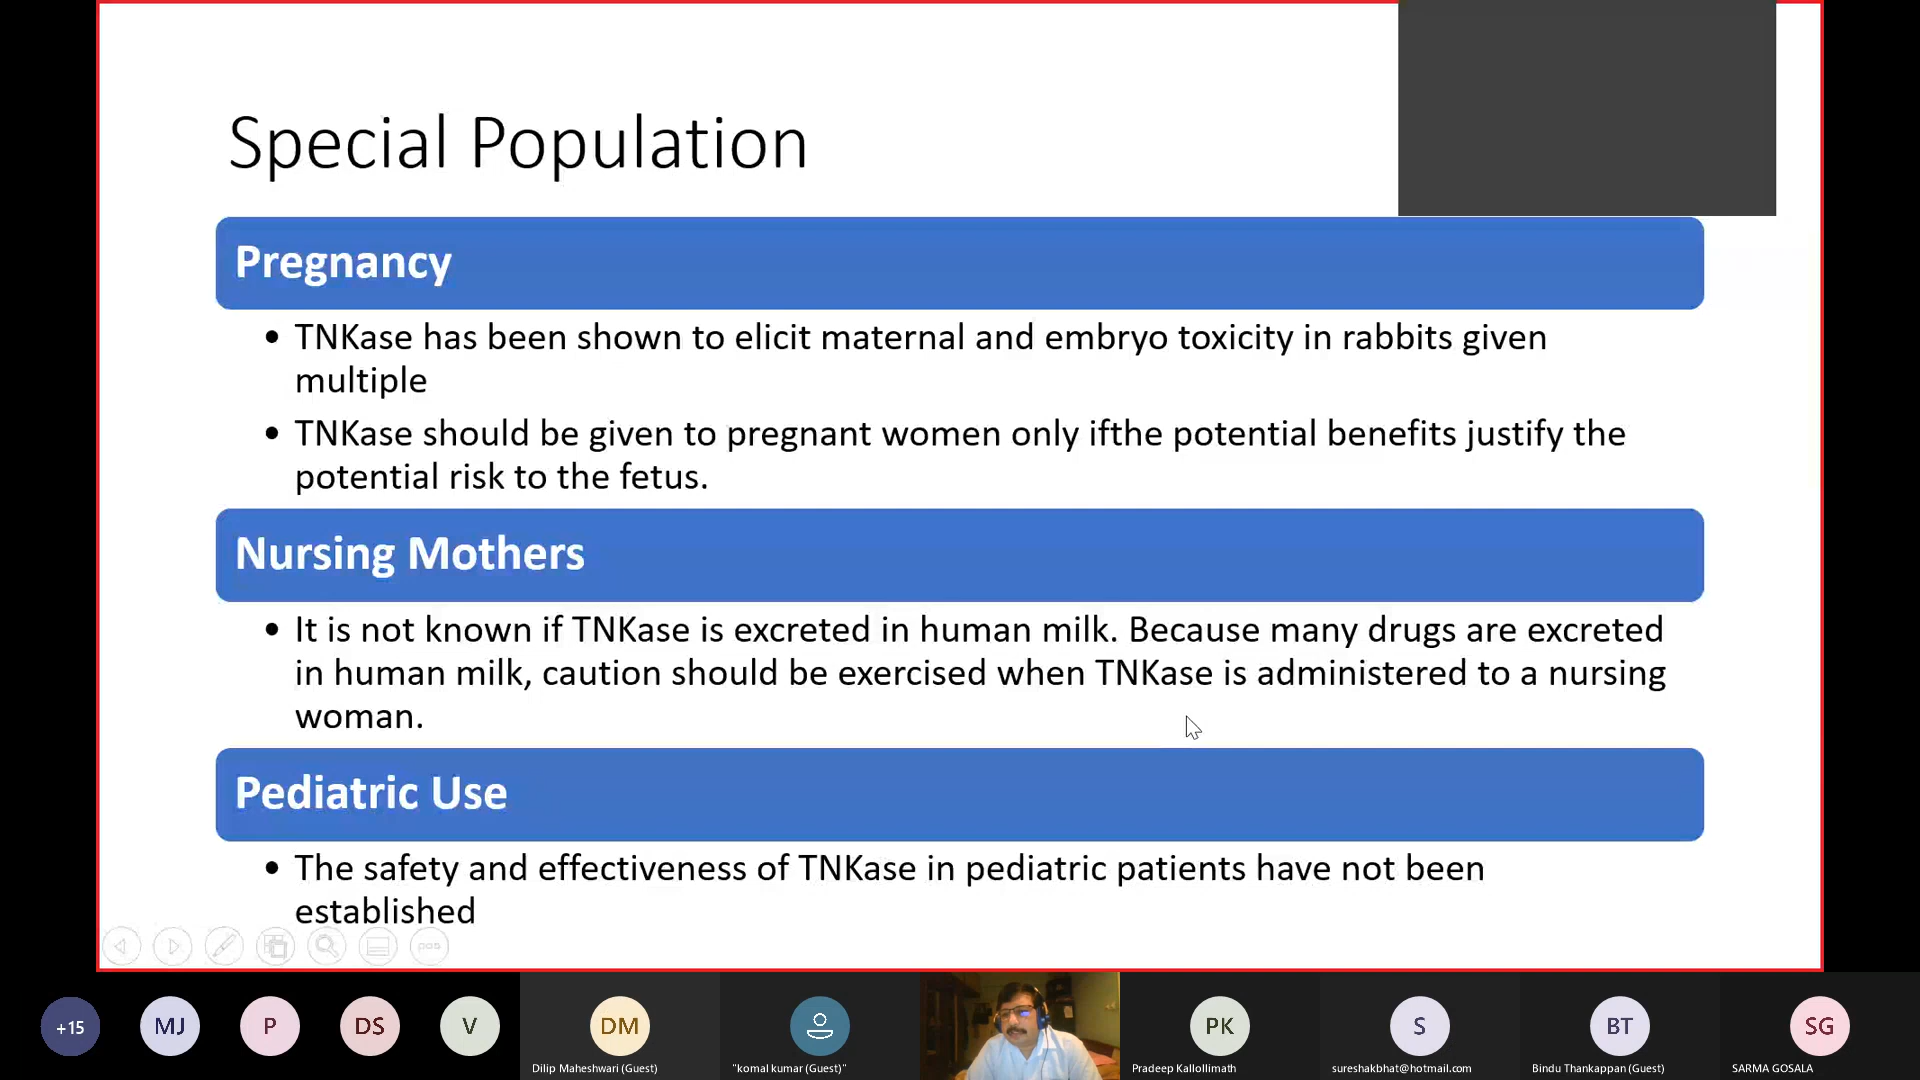 Special Population
Pregnancy
• TNKase has been shown to elicit maternal and embryo toxicity in rabbits given
multiple
• TNKase should be given to pregnant women only ifthe potential benefits justify the
potential risk to the fetus.
Nursing Mothers
• It is not known if TNKase is excreted in human milk. Because many drugs are excreted
in human milk, caution should be exercised when TNKase is administered to a nursing
woman.
Pediatric Use
• The safety and effectiveness of TNKase in pediatric patients have not been
established
+15
MJ
P
DS
V
DM
PK
S
BT
SG
Dilip Maheshwari (Guest)
"komal kumar (Guest)"
Pradeep Kallollimath
sureshakbhat@hotmail.com
Bindu Thankappan (Guest)
SARMA GOSALA